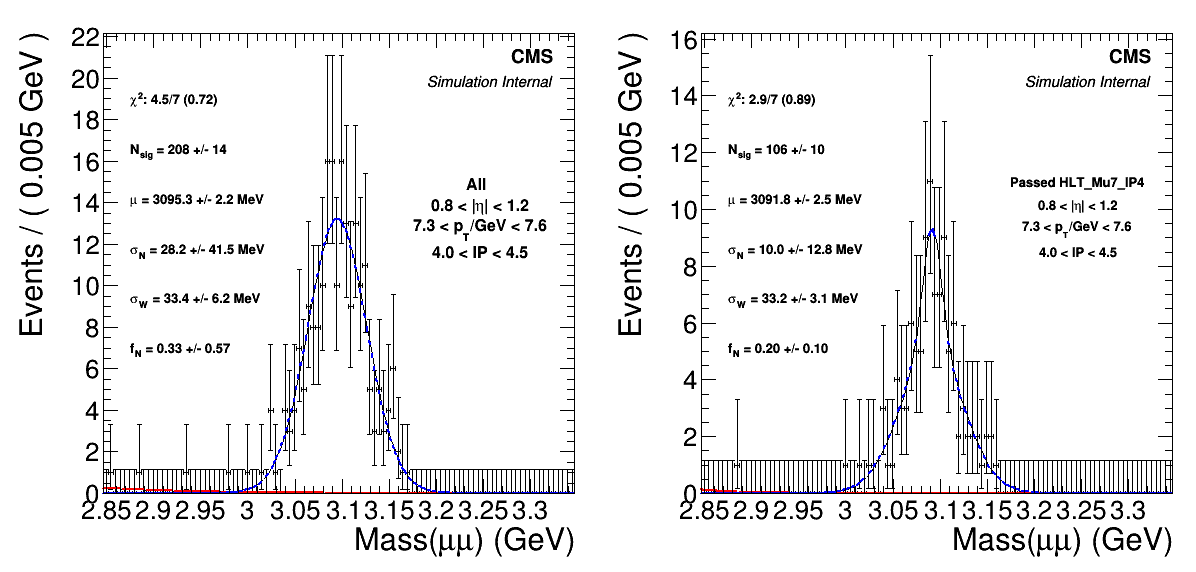 Events / ( 0.005 GeV )
22
20
18
16
14
12
10
8
6
4
2
0
CMS
Simulation Internal
χ²: 4.5/7 (0.72)
N_sig = 208 +/- 14
μ = 3095.3 +/- 2.2 MeV
σ_N = 28.2 +/- 41.5 MeV
σ_W = 33.4 +/- 6.2 MeV
f_N = 0.33 +/- 0.57
All
0.8 < |η| < 1.2
7.3 < p_T/GeV < 7.6
4.0 < IP < 4.5
2.85 2.9 2.95 3 3.05 3.1 3.15 3.2 3.25 3.3
Mass(μμ) (GeV)
Events / ( 0.005 GeV )
16
14
12
10
8
6
4
2
0
CMS
Simulation Internal
χ²: 2.9/7 (0.89)
N_sig = 106 +/- 10
μ = 3091.8 +/- 2.5 MeV
σ_N = 10.0 +/- 12.8 MeV
σ_W = 33.2 +/- 3.1 MeV
f_N = 0.20 +/- 0.10
Passed HLT_Mu7_IP4
0.8 < |η| < 1.2
7.3 < p_T/GeV < 7.6
4.0 < IP < 4.5
2.85 2.9 2.95 3 3.05 3.1 3.15 3.2 3.25 3.3
Mass(μμ) (GeV)